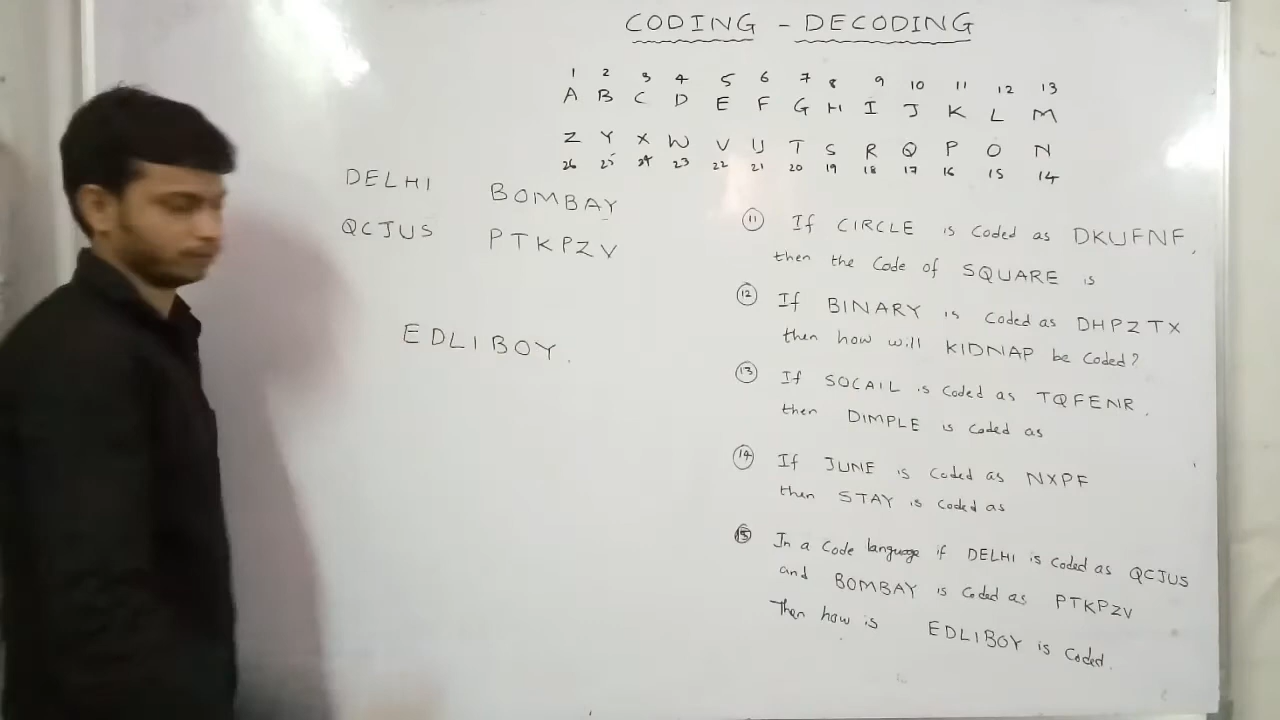 CODING - DECODING
1 2 3 4 5 6 7 8 9 10 11 12 13
A B C D E F G H I J K L M
Z Y X W V U T S R Q P O N
26 25 24 23 22 21 20 19 18 17 16 15 14
DELHI BOMBAY
QCJUS PTKPZV
EDLIBOY.
11 If CIRCLE is coded as DKUFNF,
then the code of SQUARE is
12 If BINARY is coded as DHPZTX
then how will KIDNAP be coded?
13 If SOCAIL is coded as TQFENR,
then DIMPLE is coded as
14 If JUNE is coded as NXPF
then STAY is coded as
15 In a code language if DELHI is coded as QCJUS
and BOMBAY is coded as PTKPZV
Then how is EDLIBOY is coded.